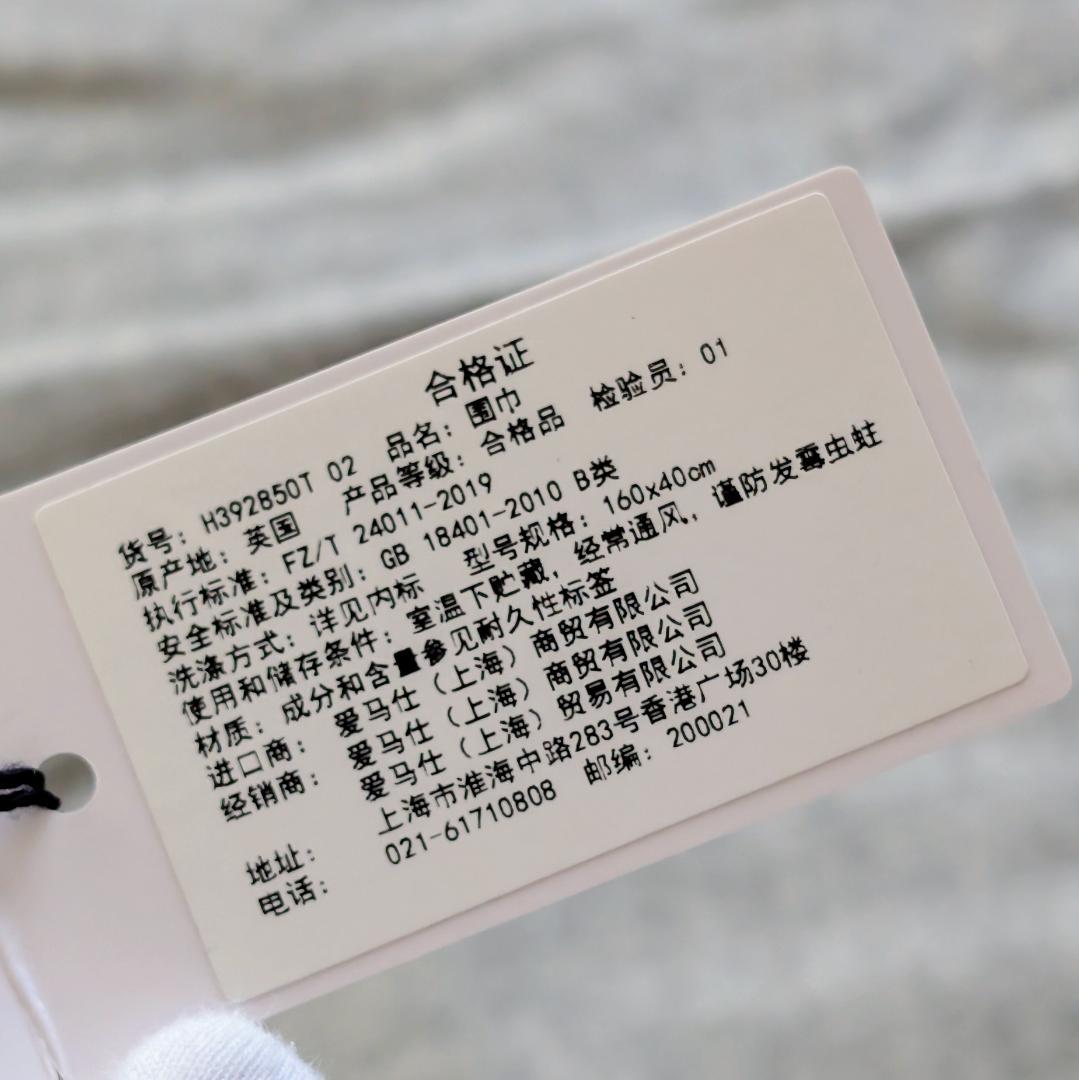 合格证
货号：H392850T 02 品名：围巾
原产地：英国 产品等级：合格品 检验员：01
执行标准：FZ/T 24011-2019
安全标准及类别：GB 18401-2010 B类
洗涤方式：详见内标 型号规格：160x40cm
使用和储存条件：室温下贮藏，经常通风，谨防发霉虫蛀
材质：成分和含量参见耐久性标签
进口商：爱马仕（上海）商贸有限公司
经销商：爱马仕（上海）商贸有限公司
爱马仕（上海）贸易有限公司
地址：上海市淮海中路283号香港广场30楼
电话：021-61710808 邮编：200021